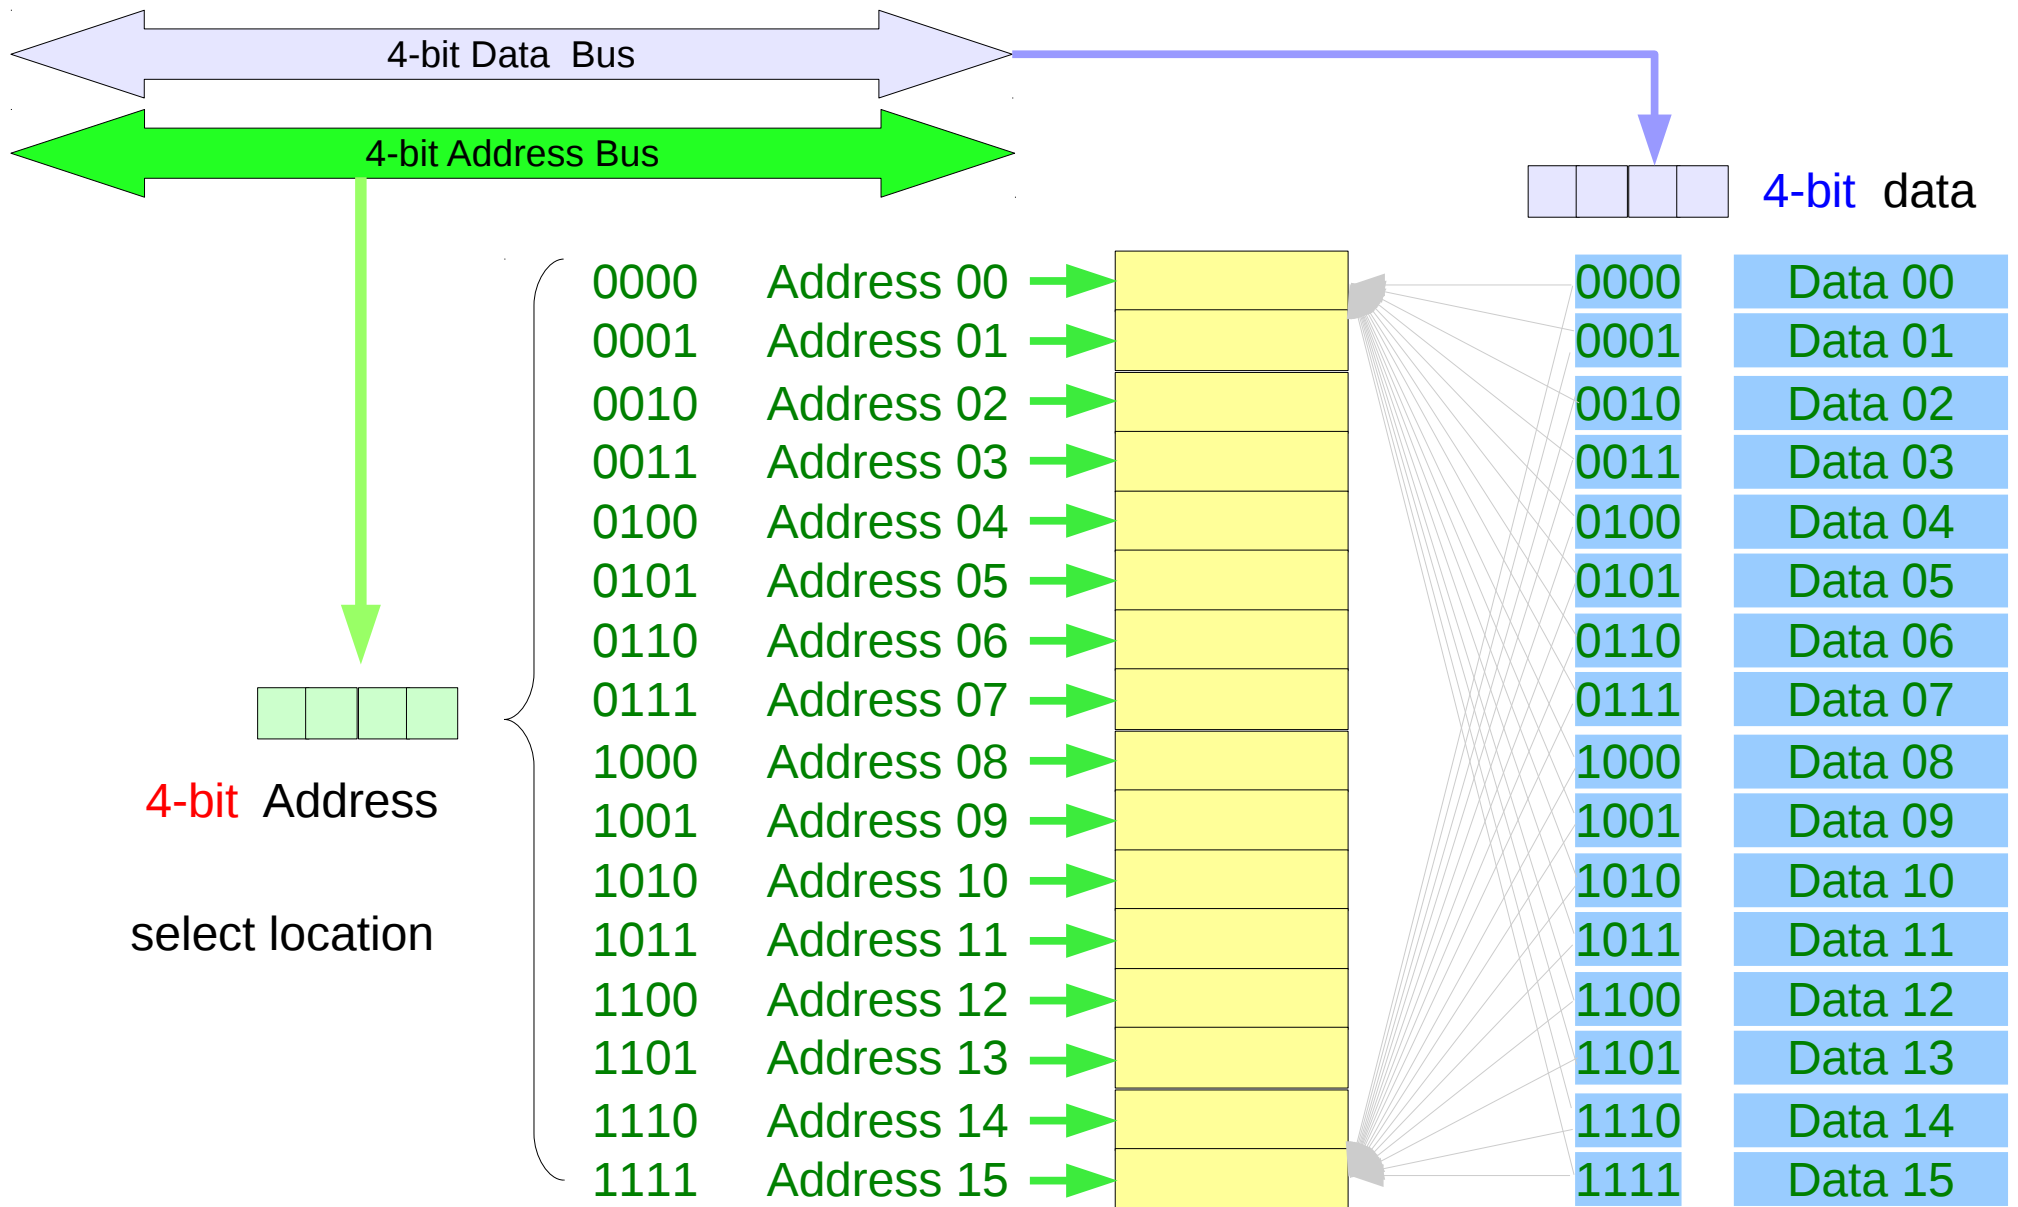 4-bit Data  Bus
4-bit Address Bus
4-bit  data
0000 Address 00 0000 Data 00
0001 Address 01 0001 Data 01
0010 Address 02 0010 Data 02
0011 Address 03 0011 Data 03
0100 Address 04 0100 Data 04
0101 Address 05 0101 Data 05
0110 Address 06 0110 Data 06
0111 Address 07 0111 Data 07
1000 Address 08 1000 Data 08
4-bit  Address
1001 Address 09 1001 Data 09
1010 Address 10 1010 Data 10
select location
1011 Address 11 1011 Data 11
1100 Address 12 1100 Data 12
1101 Address 13 1101 Data 13
1110 Address 14 1110 Data 14
1111 Address 15 1111 Data 15